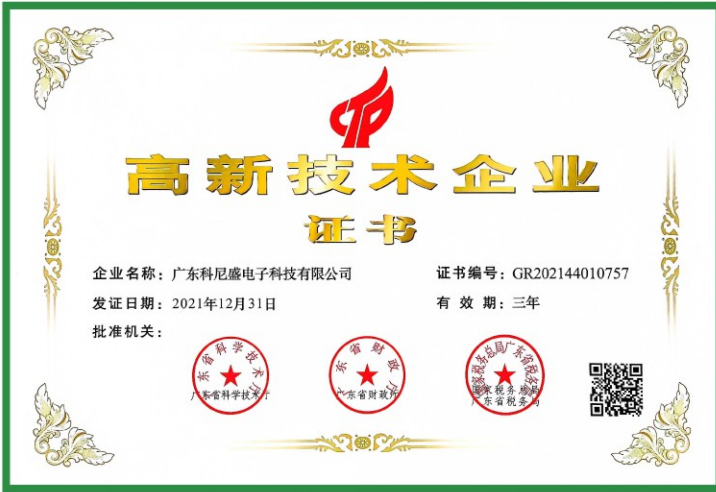 高新技术企业
证书
企业名称：广东科尼盛电子科技有限公司
证书编号：GR202144010757
发证日期：2021年12月31日
有 效 期：三年
批准机关：
广东省科学技术厅
广东省科学技术厅
广东省财政厅
广东省财政厅
国家税务总局广东省税务局
国家税务总局
广东省税务局